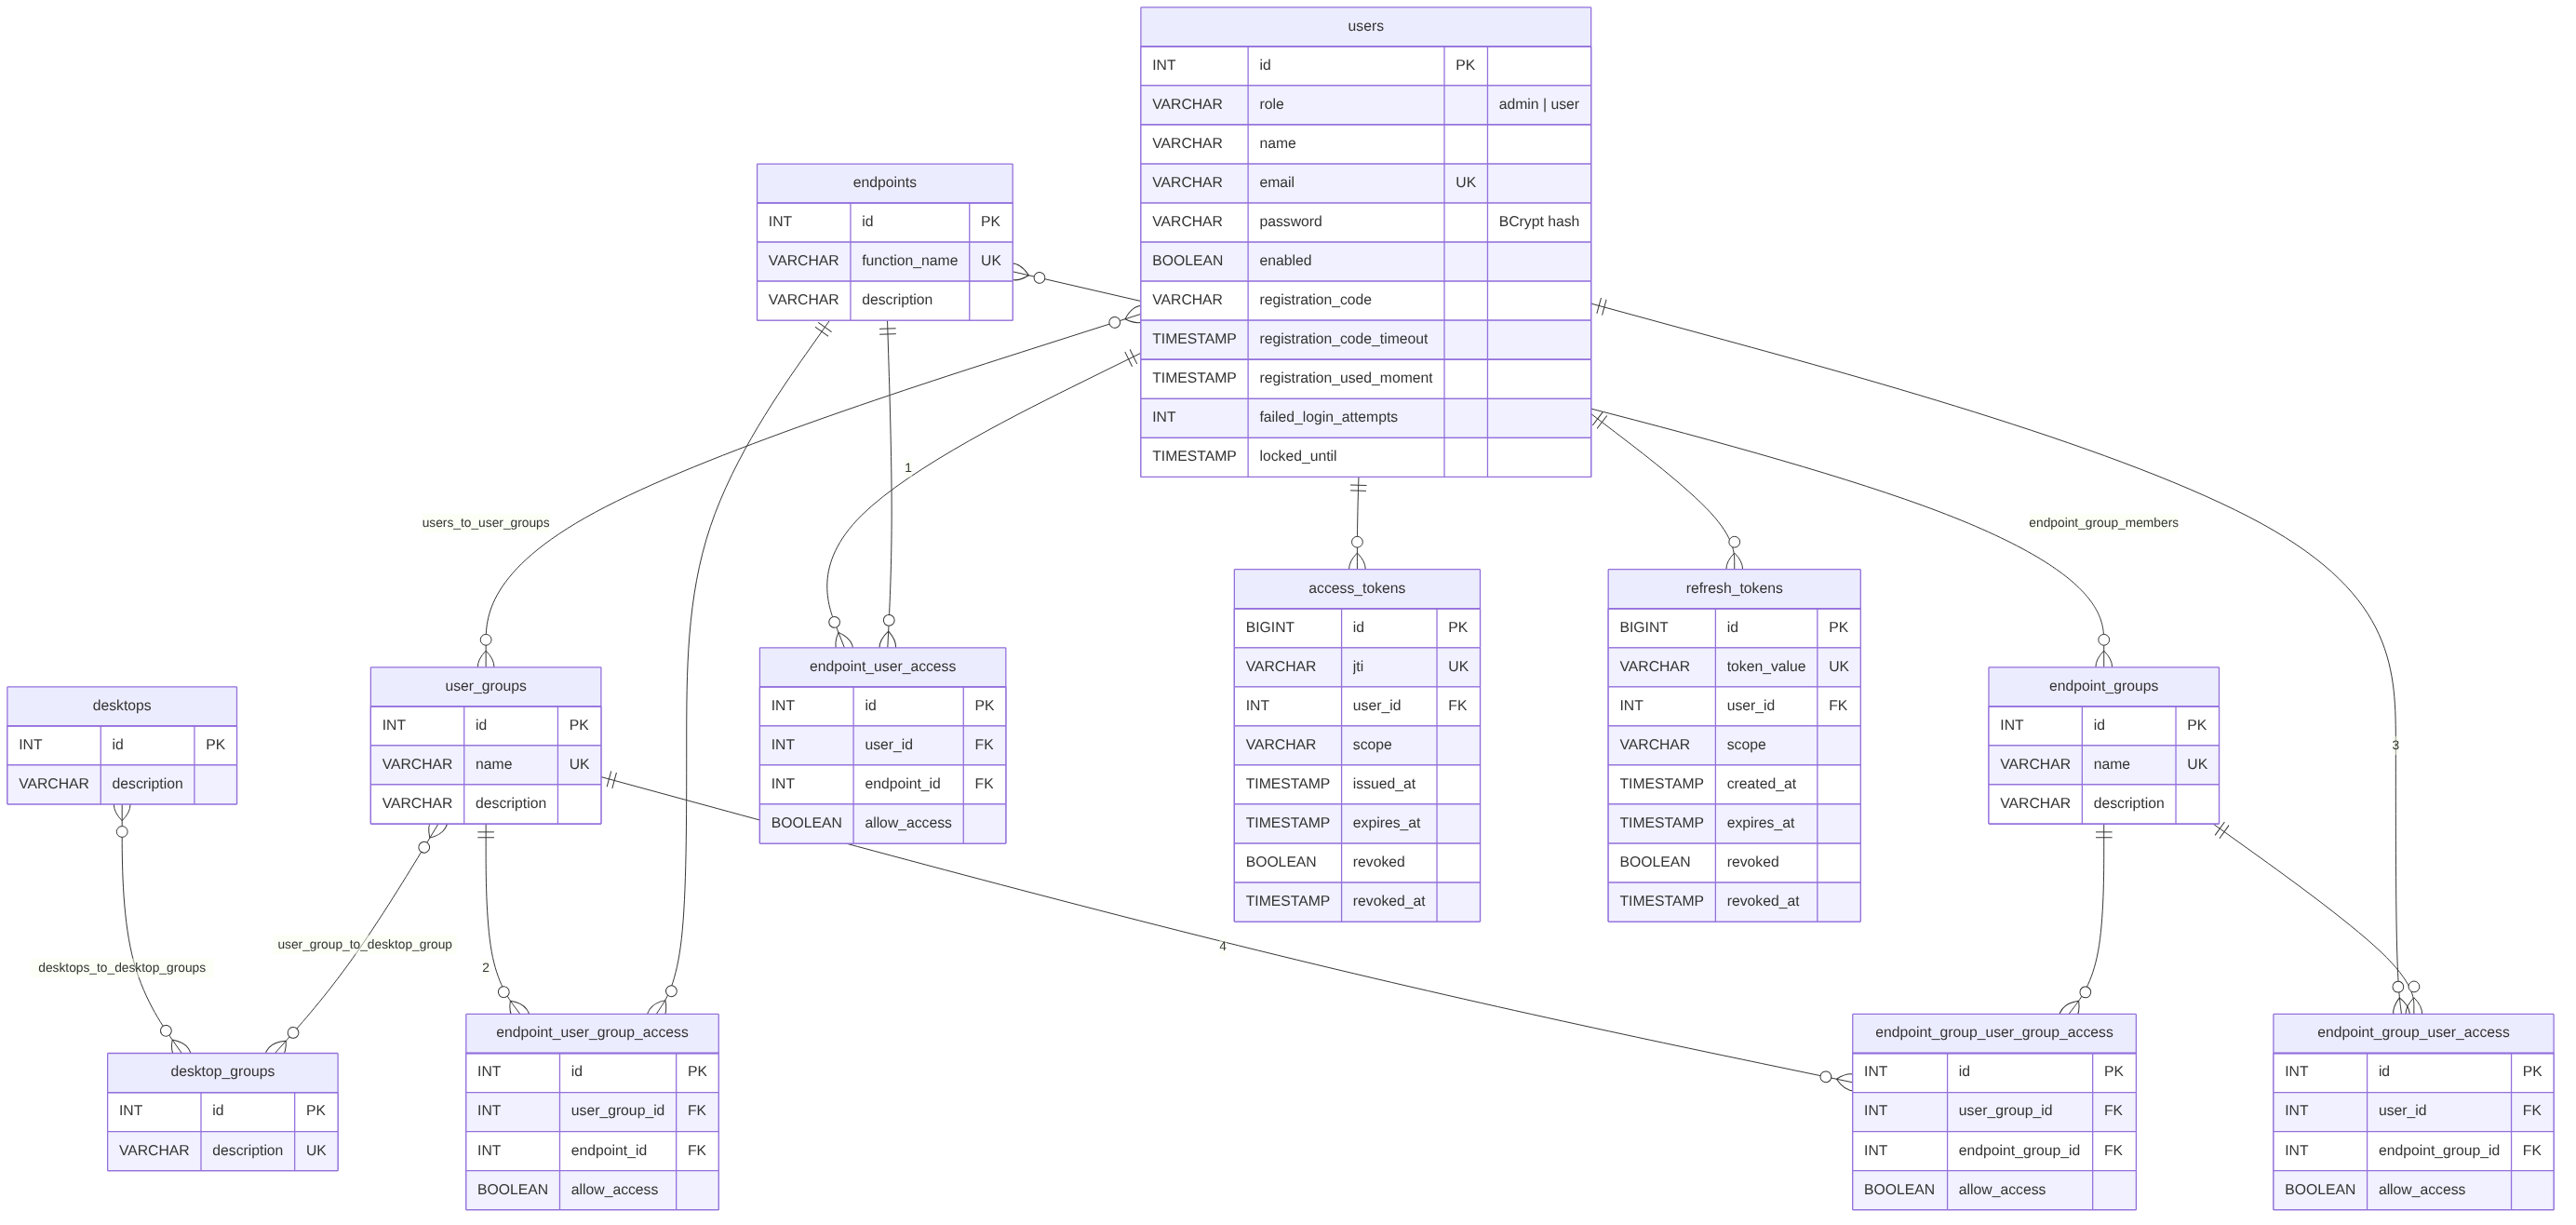 users
INT id PK
VARCHAR role admin | user
VARCHAR name
VARCHAR email UK
VARCHAR password BCrypt hash
BOOLEAN enabled
VARCHAR registration_code
TIMESTAMP registration_code_timeout
TIMESTAMP registration_used_moment
INT failed_login_attempts
TIMESTAMP locked_until
endpoints
INT id PK
VARCHAR function_name UK
VARCHAR description
1
users_to_user_groups
endpoint_group_members
access_tokens
BIGINT id PK
VARCHAR jti UK
INT user_id FK
VARCHAR scope
TIMESTAMP issued_at
TIMESTAMP expires_at
BOOLEAN revoked
TIMESTAMP revoked_at
refresh_tokens
BIGINT id PK
VARCHAR token_value UK
INT user_id FK
VARCHAR scope
TIMESTAMP created_at
TIMESTAMP expires_at
BOOLEAN revoked
TIMESTAMP revoked_at
endpoint_user_access
INT id PK
INT user_id FK
INT endpoint_id FK
BOOLEAN allow_access
user_groups
INT id PK
VARCHAR name UK
VARCHAR description
endpoint_groups
INT id PK
VARCHAR name UK
VARCHAR description
desktops
INT id PK
VARCHAR description
3
user_group_to_desktop_group
4
desktops_to_desktop_groups
2
endpoint_user_group_access
INT id PK
INT user_group_id FK
INT endpoint_id FK
BOOLEAN allow_access
endpoint_group_user_group_access
INT id PK
INT user_group_id FK
INT endpoint_group_id FK
BOOLEAN allow_access
endpoint_group_user_access
INT id PK
INT user_id FK
INT endpoint_group_id FK
BOOLEAN allow_access
desktop_groups
INT id PK
VARCHAR description UK